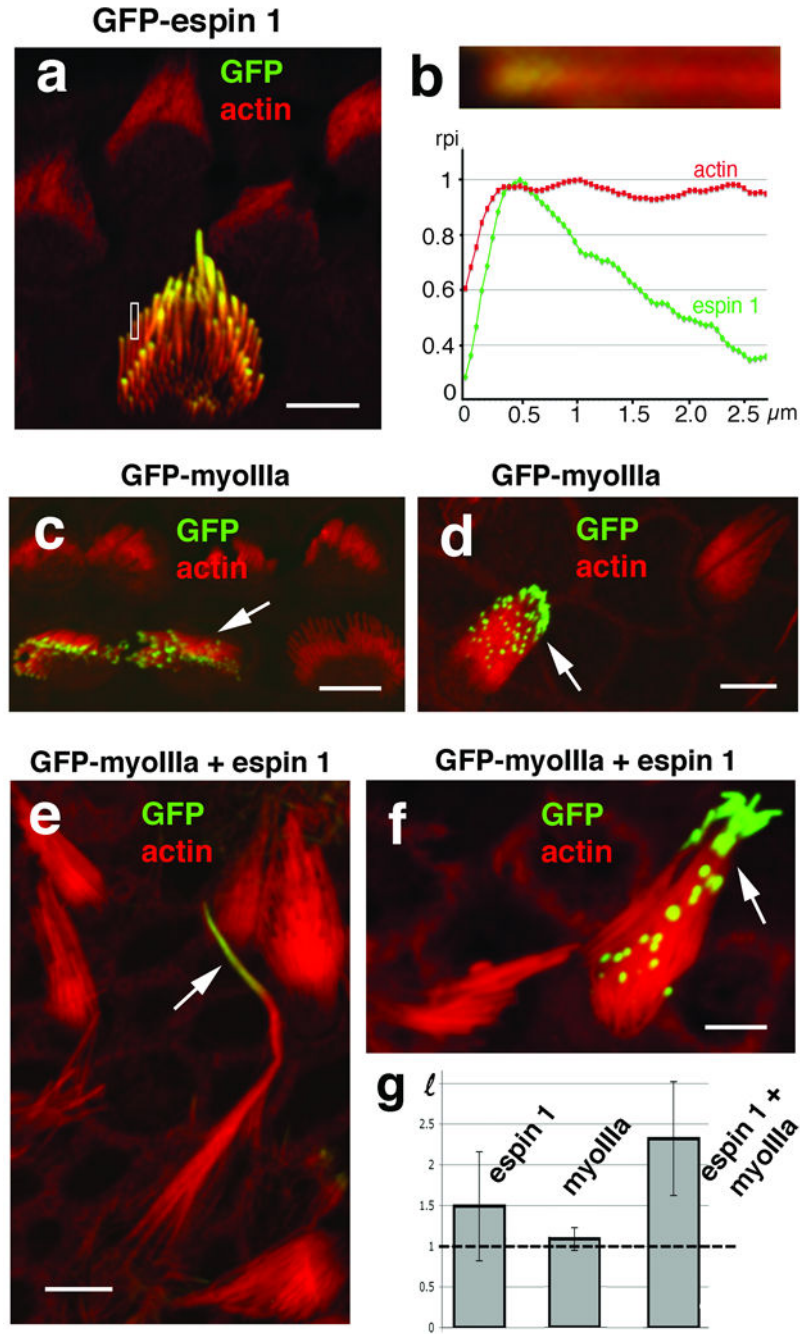 GFP-espin 1
a
GFP
actin
b
rpi
1
0.8
0.6
0.4
0
0 0.5 1 1.5 2.0 2.5 µm
actin
espin 1
GFP-myoIIIa
c
GFP
actin
GFP-myoIIIa
d
GFP
actin
GFP-myoIIIa + espin 1
e
GFP
actin
GFP-myoIIIa + espin 1
f
GFP
actin
g
ℓ
2.5
2
1.5
1
0.5
0
espin 1
myoIIIa
espin 1 +
myoIIIa